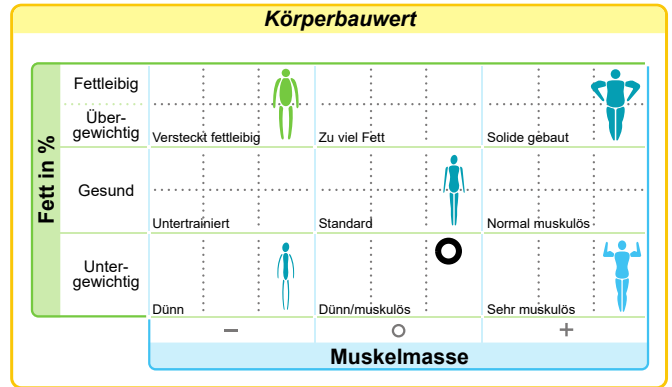 Körperbauwert
Fett in %
Fettleibig
Über-
gewichtig
Versteckt fettleibig
Zu viel Fett
Solide gebaut
Gesund
Untertrainiert
Standard
Normal muskulös
Unter-
gewichtig
Dünn
Dünn/muskulös
Sehr muskulös
− ○ +
Muskelmasse